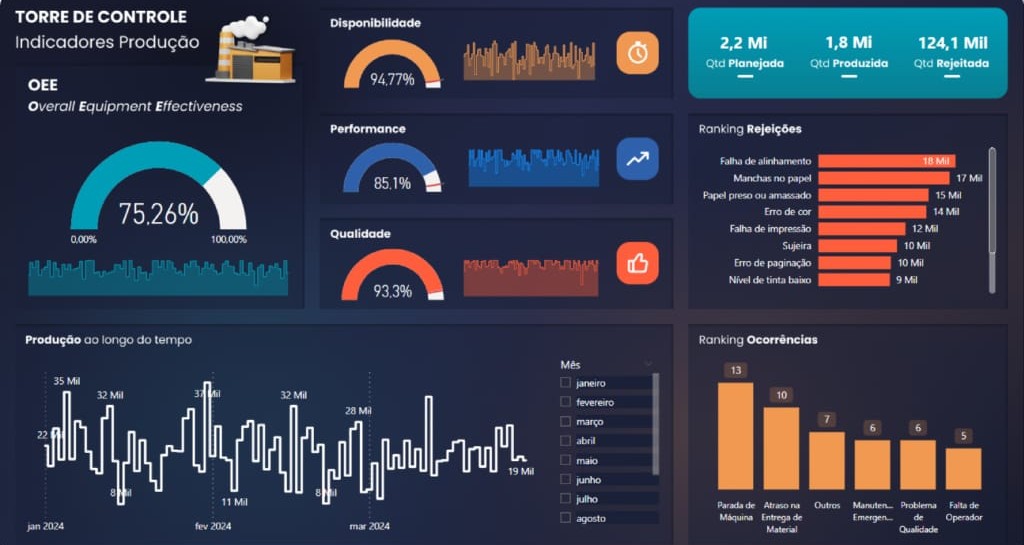 TORRE DE CONTROLE
Indicadores Produção
OEE
Overall Equipment Effectiveness
75,26%
0,00%
100,00%
Disponibilidade
94,77%
Performance
85,1%
Qualidade
93,3%
2,2 Mi
1,8 Mi
124,1 Mil
Qtd Planejada
Qtd Produzida
Qtd Rejeitada
Ranking Rejeições
Falha de alinhamento
18 Mil
Manchas no papel
17 Mil
Papel preso ou amassado
15 Mil
Erro de cor
14 Mil
Falha de impressão
12 Mil
Sujeira
10 Mil
Erro de paginação
10 Mil
Nível de tinta baixo
9 Mil
Produção ao longo do tempo
35 Mil
32 Mil
37 Mil
32 Mil
28 Mil
22 Mil
8 Mil
11 Mil
8 Mil
19 Mil
jan 2024
fev 2024
mar 2024
Mês
janeiro
fevereiro
março
abril
maio
junho
julho
agosto
Ranking Ocorrências
13
10
7
6
6
5
Parada de
Máquina
Atraso na
Entrega de
Material
Outros
Manuten...
Emergen...
Problema
de
Qualidade
Falta de
Operador